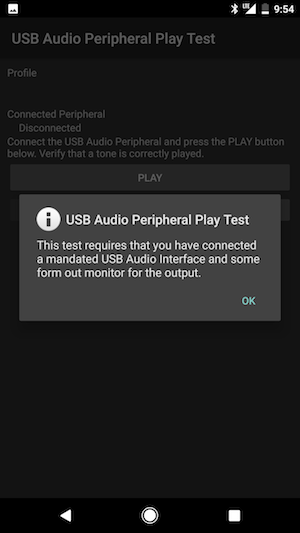 LTE 9:54
USB Audio Peripheral Play Test
Profile
Connected Peripheral
Disconnected
Connect the USB Audio Peripheral and press the PLAY button
below. Verify that a tone is correctly played.
PLAY
USB Audio Peripheral Play Test
This test requires that you have connected
a mandated USB Audio Interface and some
form out monitor for the output.
OK